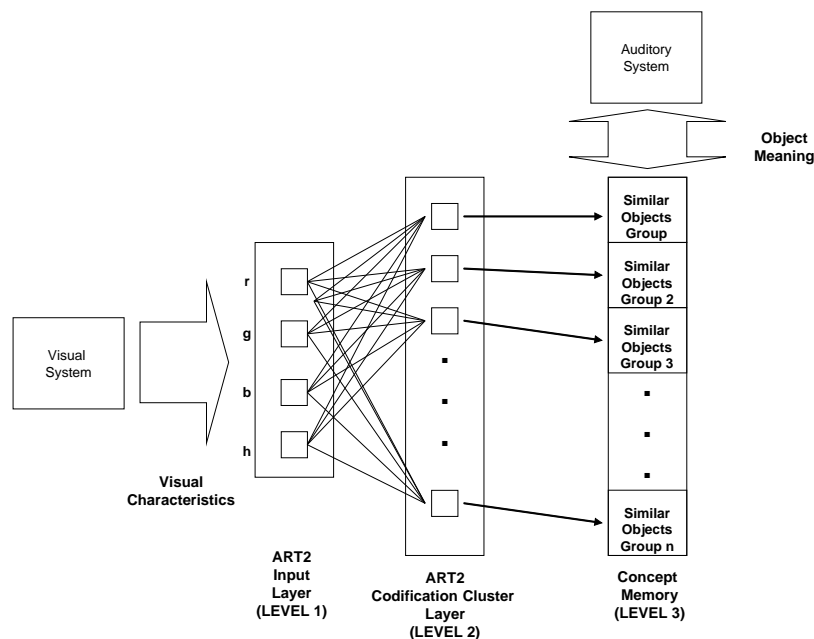 Auditory
System
Object
Meaning
Similar
Objects
Group
Similar
Objects
Group 2
Similar
Objects
Group 3
Similar
Objects
Group n
r
g
b
h
Visual
System
Visual
Characteristics
ART2
Input
Layer
(LEVEL 1)
ART2
Codification Cluster
Layer
(LEVEL 2)
Concept
Memory
(LEVEL 3)